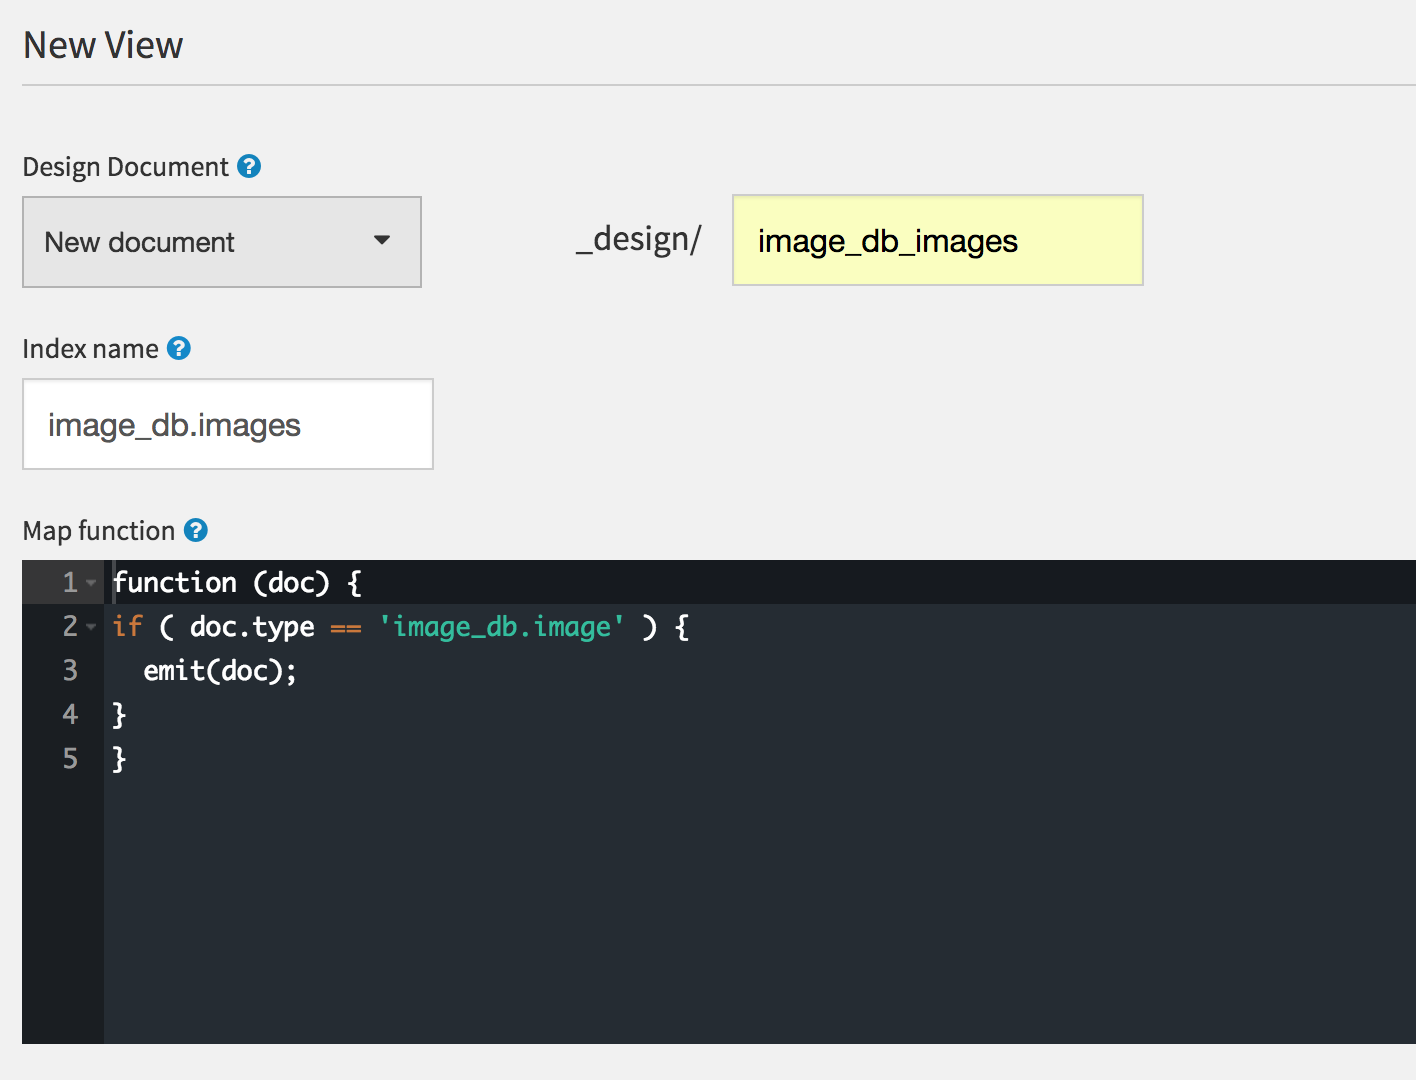 New View
Design Document ?
New document
_design/ image_db_images
Index name ?
image_db.images
Map function ?
1 function (doc) {
2 if ( doc.type == 'image_db.image' ) {
3   emit(doc);
4 }
5 }